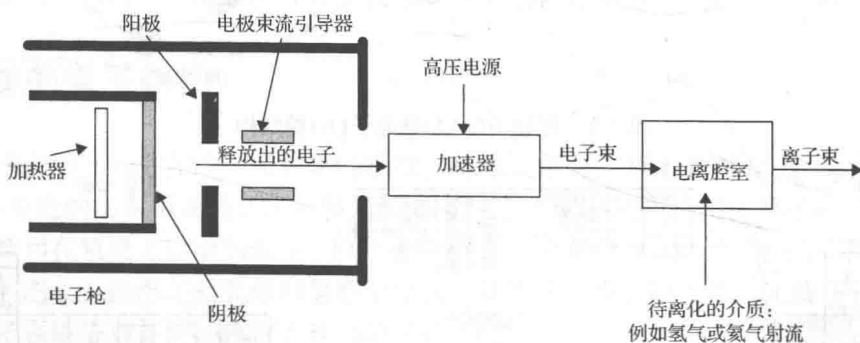 阳极
电极束流引导器
高压电源
加热器
释放出的电子
加速器
电子束
电离腔室
离子束
电子枪
阴极
待离化的介质：
例如氢气或氦气射流